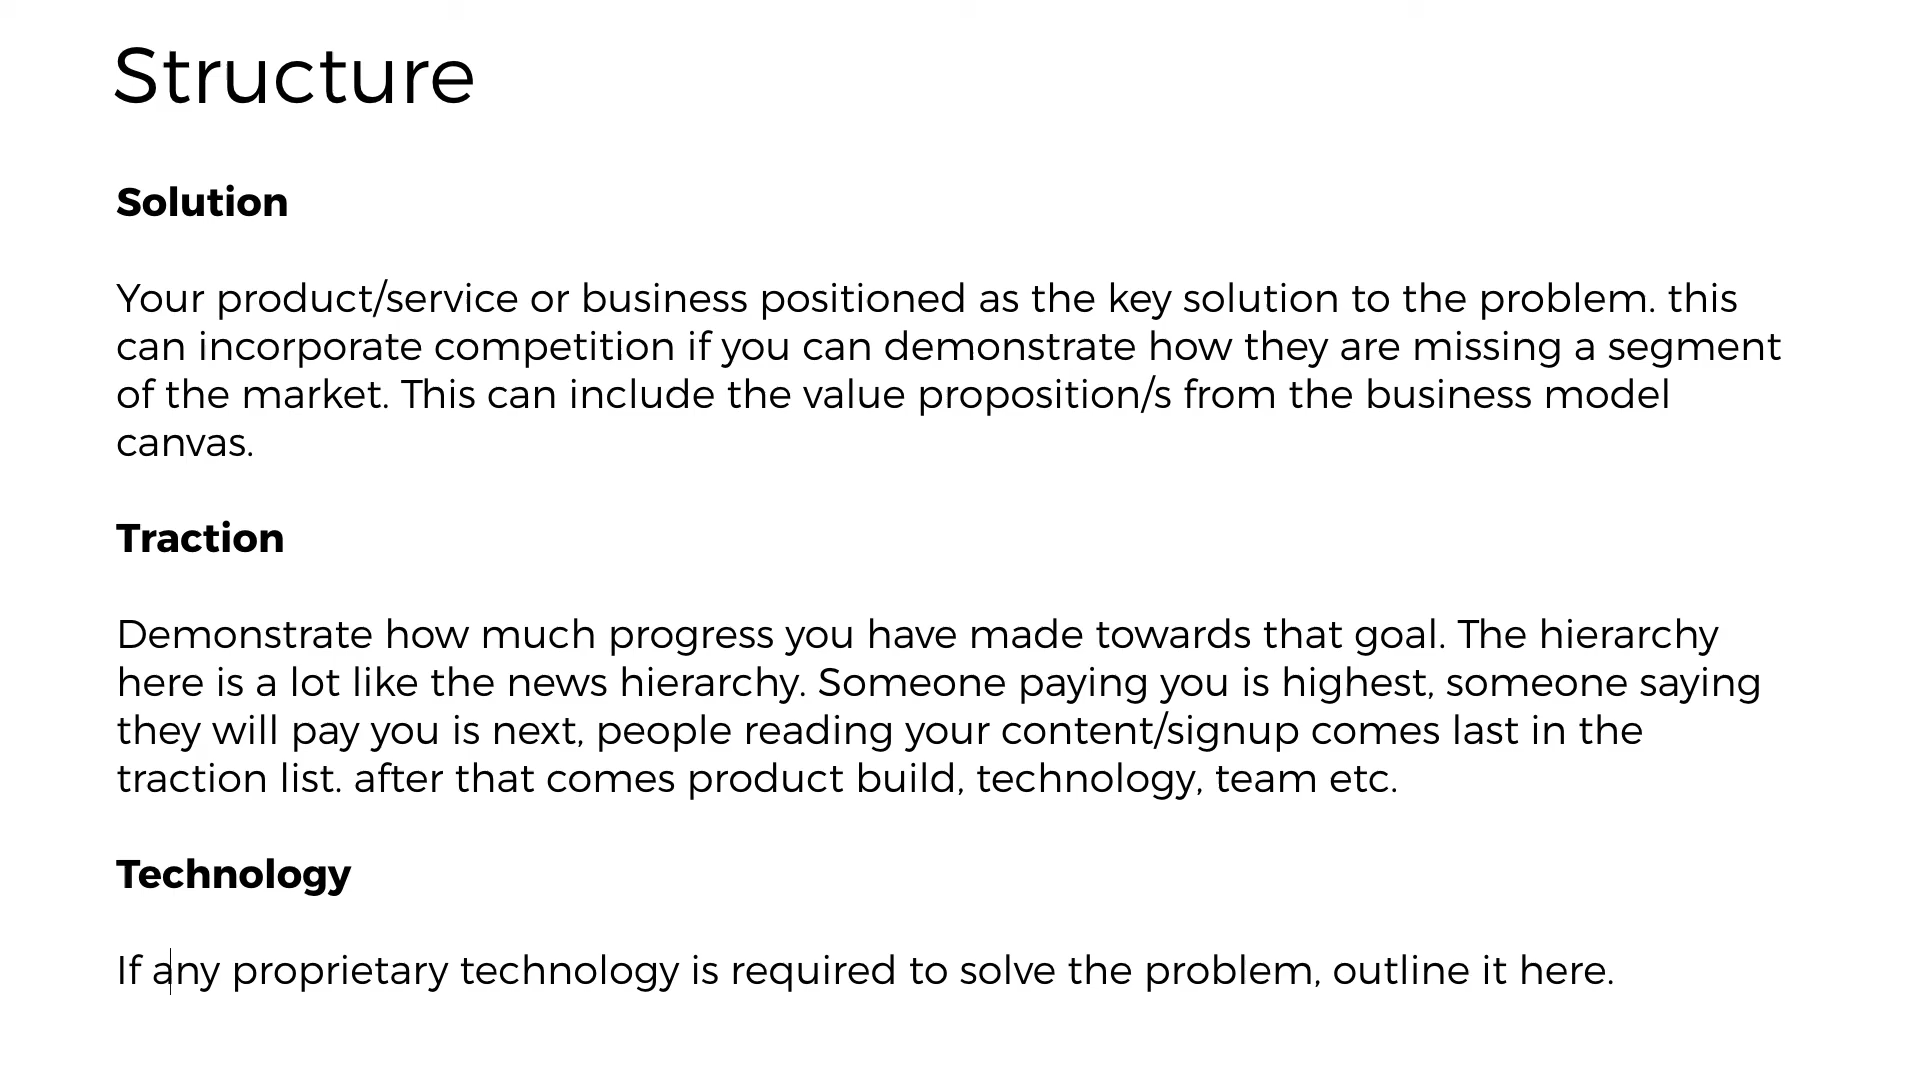 Structure
Solution
Your product/service or business positioned as the key solution to the problem. this
can incorporate competition if you can demonstrate how they are missing a segment
of the market. This can include the value proposition/s from the business model
canvas.
Traction
Demonstrate how much progress you have made towards that goal. The hierarchy
here is a lot like the news hierarchy. Someone paying you is highest, someone saying
they will pay you is next, people reading your content/signup comes last in the
traction list. after that comes product build, technology, team etc.
Technology
If any proprietary technology is required to solve the problem, outline it here.